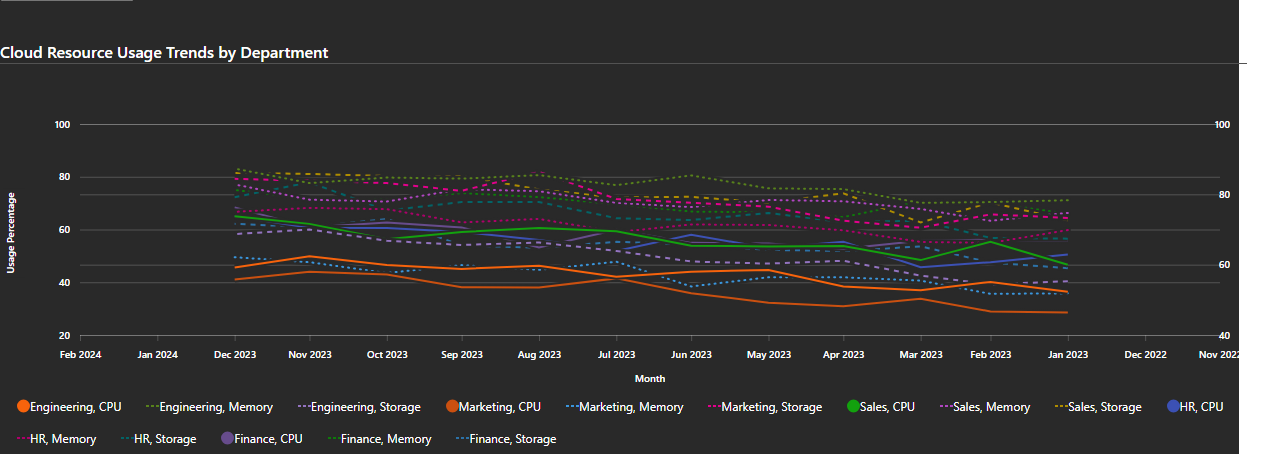 Cloud Resource Usage Trends by Department
100 100
80 80
60 60
40
20 40
Usage Percentage
Feb 2024 Jan 2024 Dec 2023 Nov 2023 Oct 2023 Sep 2023 Aug 2023 Jul 2023 Jun 2023 May 2023 Apr 2023 Mar 2023 Feb 2023 Jan 2023 Dec 2022 Nov 2022
Month
Engineering, CPU Engineering, Memory Engineering, Storage Marketing, CPU Marketing, Memory Marketing, Storage Sales, CPU Sales, Memory Sales, Storage HR, CPU
HR, Memory HR, Storage Finance, CPU Finance, Memory Finance, Storage